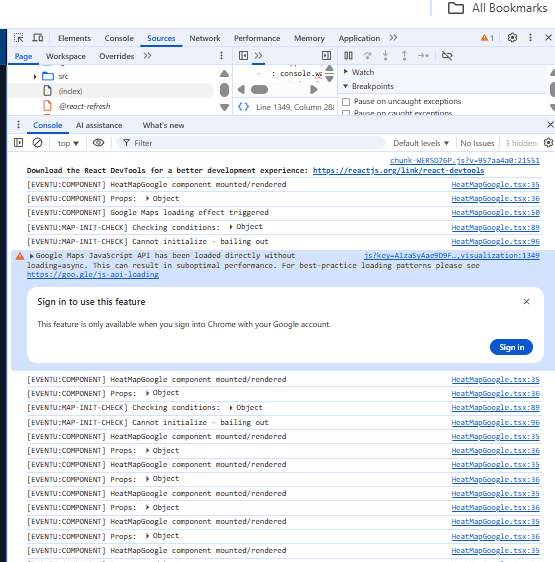 All Bookmarks
Elements Console Sources Network Performance Memory Application >> 1
Page Workspace Overrides >>
src
(index)
@react-refresh
- : console.wa
Line 1349, Column 288
Watch
Breakpoints
Pause on uncaught exceptions
Pause on caught exceptions
Console AI assistance What's new
top Filter Default levels No Issues 3 hidden
chunk-WERSD76P.js?v=957aa4a0:21551
Download the React DevTools for a better development experience: https://reactjs.org/link/react-devtools
[EVENTU:COMPONENT] HeatMapGoogle component mounted/rendered HeatMapGoogle.tsx:35
[EVENTU:COMPONENT] Props: Object HeatMapGoogle.tsx:36
[EVENTU:COMPONENT] Google Maps loading effect triggered HeatMapGoogle.tsx:50
[EVENTU:MAP-INIT-CHECK] Checking conditions: Object HeatMapGoogle.tsx:89
[EVENTU:MAP-INIT-CHECK] Cannot initialize - bailing out HeatMapGoogle.tsx:96
Google Maps JavaScript API has been loaded directly without js?key=AIzaSyAae9D9F…,visualization:1349
loading=async. This can result in suboptimal performance. For best-practice loading patterns please see
https://goo.gle/js-api-loading
Sign in to use this feature
This feature is only available when you sign into Chrome with your Google account.
Sign in
[EVENTU:COMPONENT] HeatMapGoogle component mounted/rendered HeatMapGoogle.tsx:35
[EVENTU:COMPONENT] Props: Object HeatMapGoogle.tsx:36
[EVENTU:MAP-INIT-CHECK] Checking conditions: Object HeatMapGoogle.tsx:89
[EVENTU:MAP-INIT-CHECK] Cannot initialize - bailing out HeatMapGoogle.tsx:96
[EVENTU:COMPONENT] HeatMapGoogle component mounted/rendered HeatMapGoogle.tsx:35
[EVENTU:COMPONENT] Props: Object HeatMapGoogle.tsx:36
[EVENTU:COMPONENT] HeatMapGoogle component mounted/rendered HeatMapGoogle.tsx:35
[EVENTU:COMPONENT] Props: Object HeatMapGoogle.tsx:36
[EVENTU:COMPONENT] HeatMapGoogle component mounted/rendered HeatMapGoogle.tsx:35
[EVENTU:COMPONENT] Props: Object HeatMapGoogle.tsx:36
[EVENTU:COMPONENT] HeatMapGoogle component mounted/rendered HeatMapGoogle.tsx:35
[EVENTU:COMPONENT] Props: Object HeatMapGoogle.tsx:36
[EVENTU:COMPONENT] HeatMapGoogle component mounted/rendered HeatMapGoogle.tsx:35